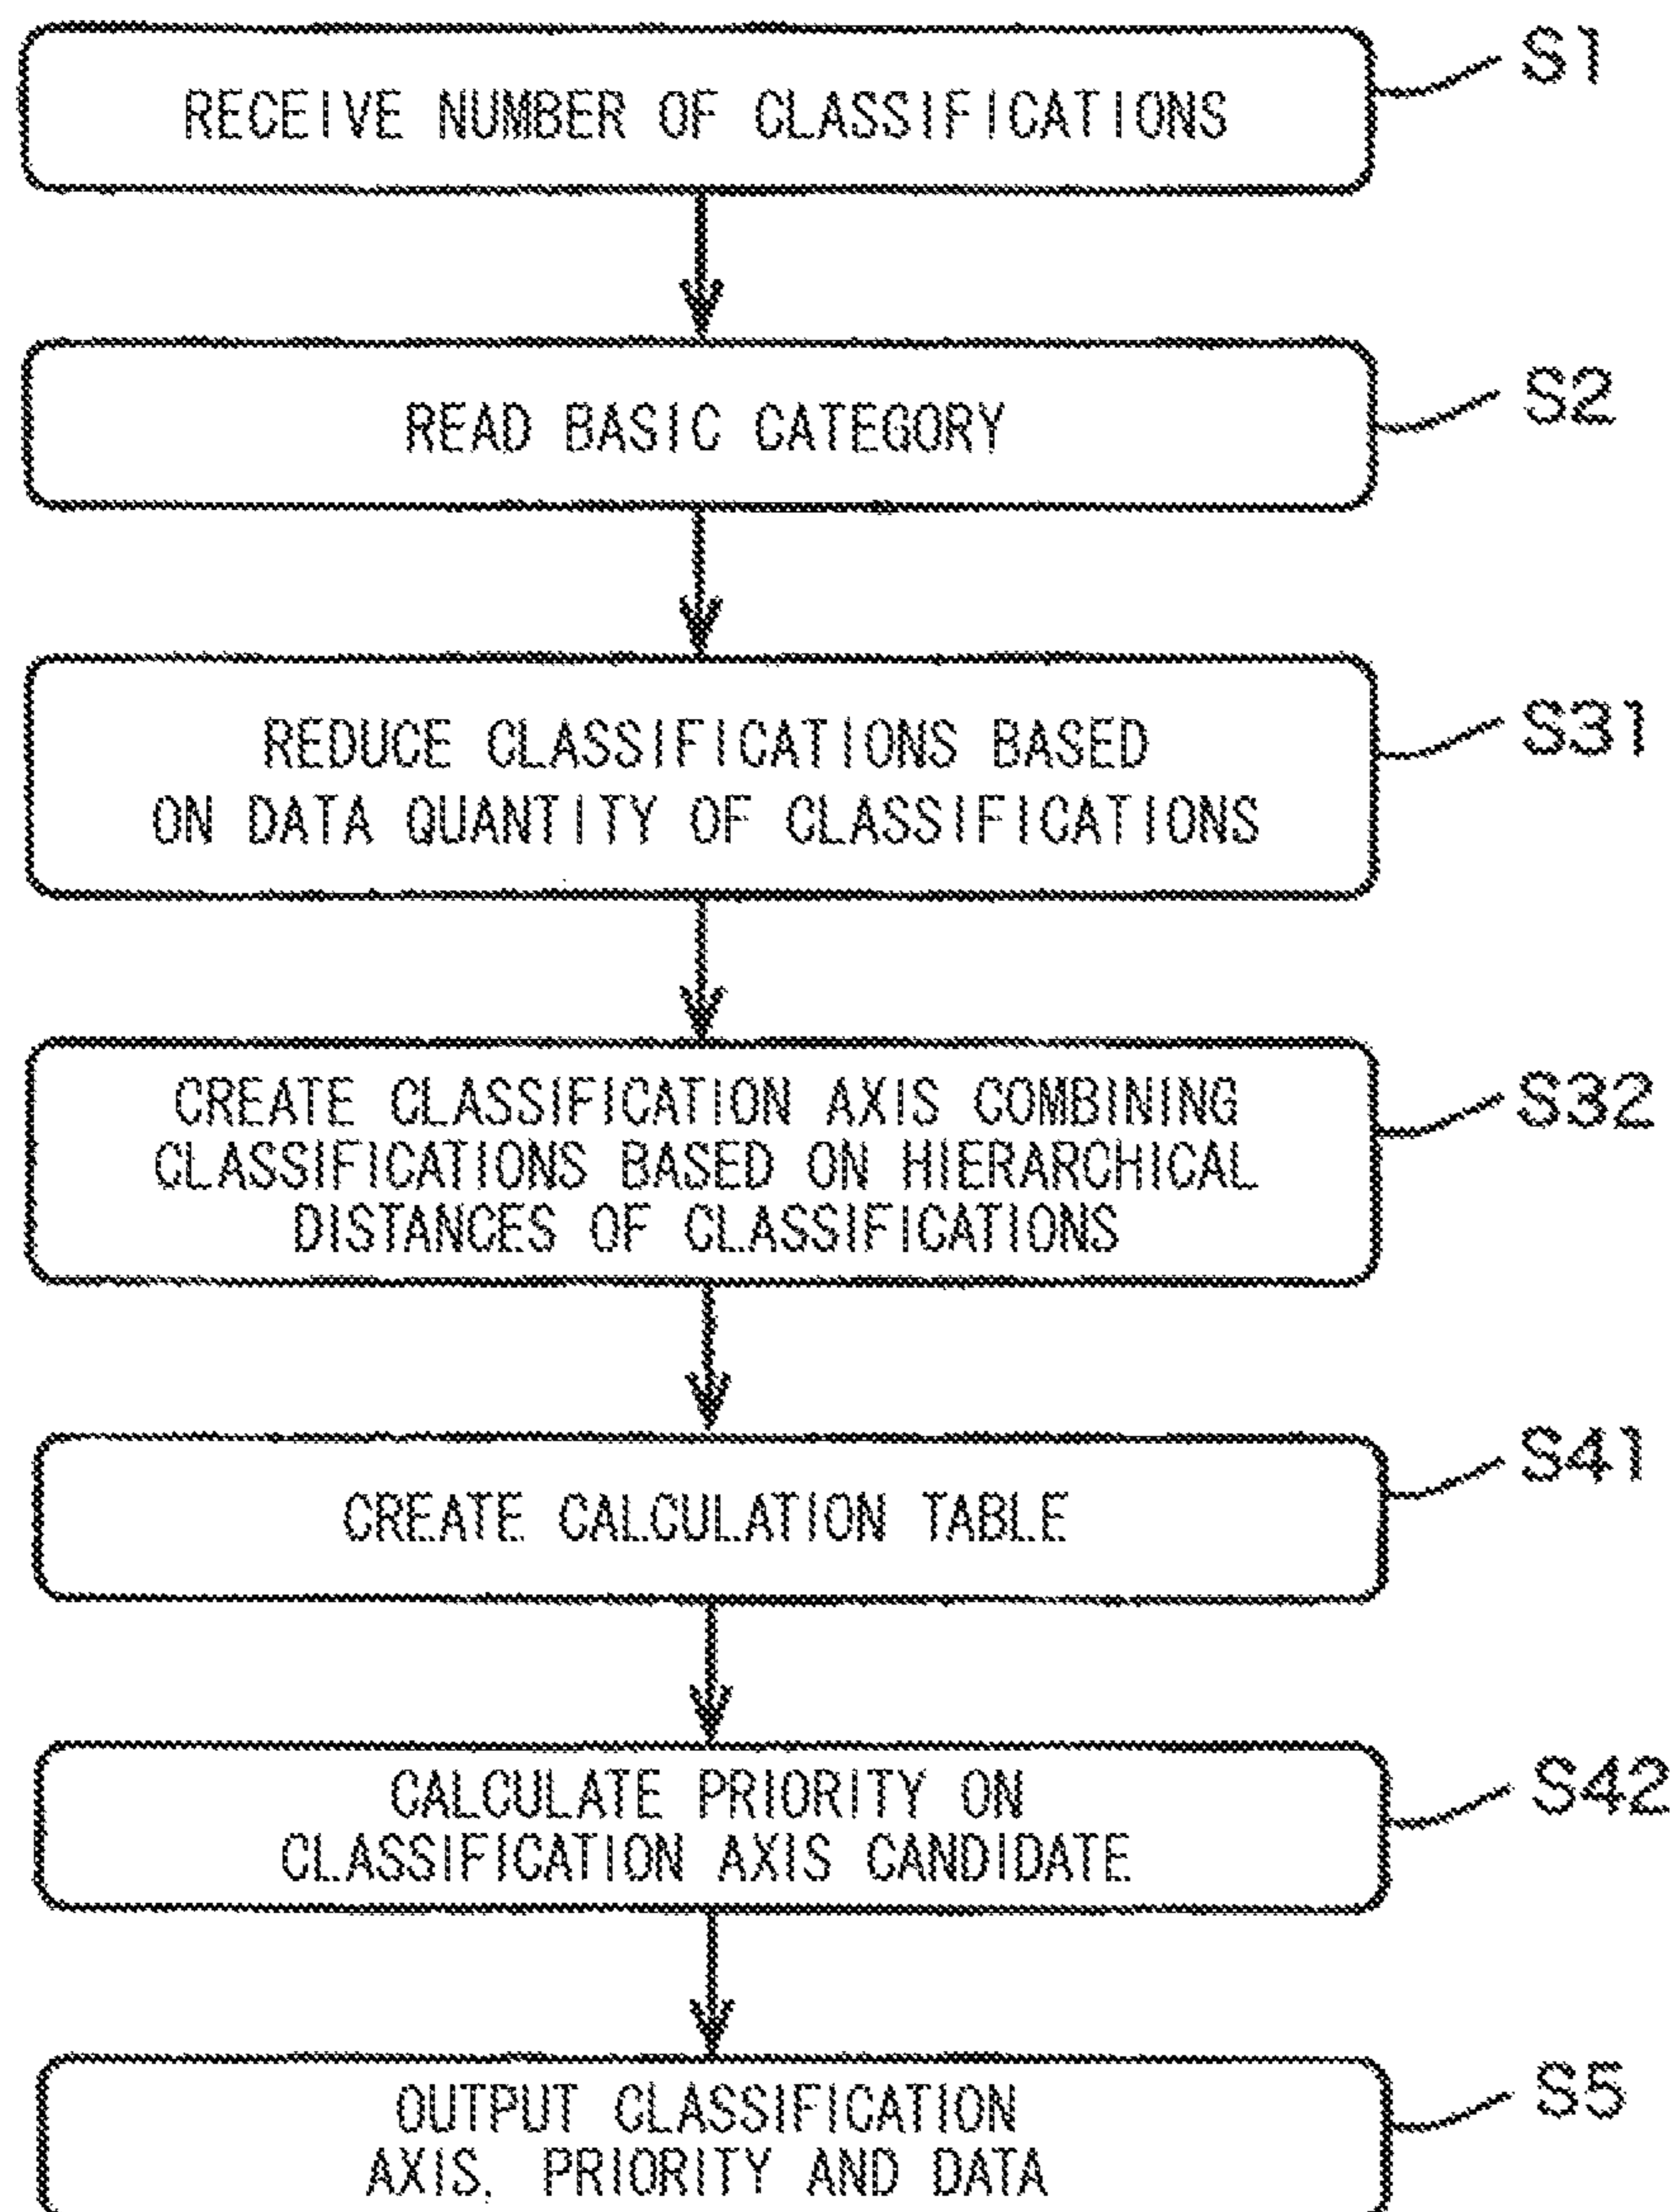 RECEIVE NUMBER OF CLASSIFICATIONS
S1
READ BASIC CATEGORY
S2
REDUCE CLASSIFICATIONS BASED
ON DATA QUANTITY OF CLASSIFICATIONS
S31
CREATE CLASSIFICATION AXIS COMBINING
CLASSIFICATIONS BASED ON HIERARCHICAL
DISTANCES OF CLASSIFICATIONS
S32
CREATE CALCULATION TABLE
S41
CALCULATE PRIORITY ON
CLASSIFICATION AXIS CANDIDATE
S42
OUTPUT CLASSIFICATION
AXIS, PRIORITY AND DATA
S5